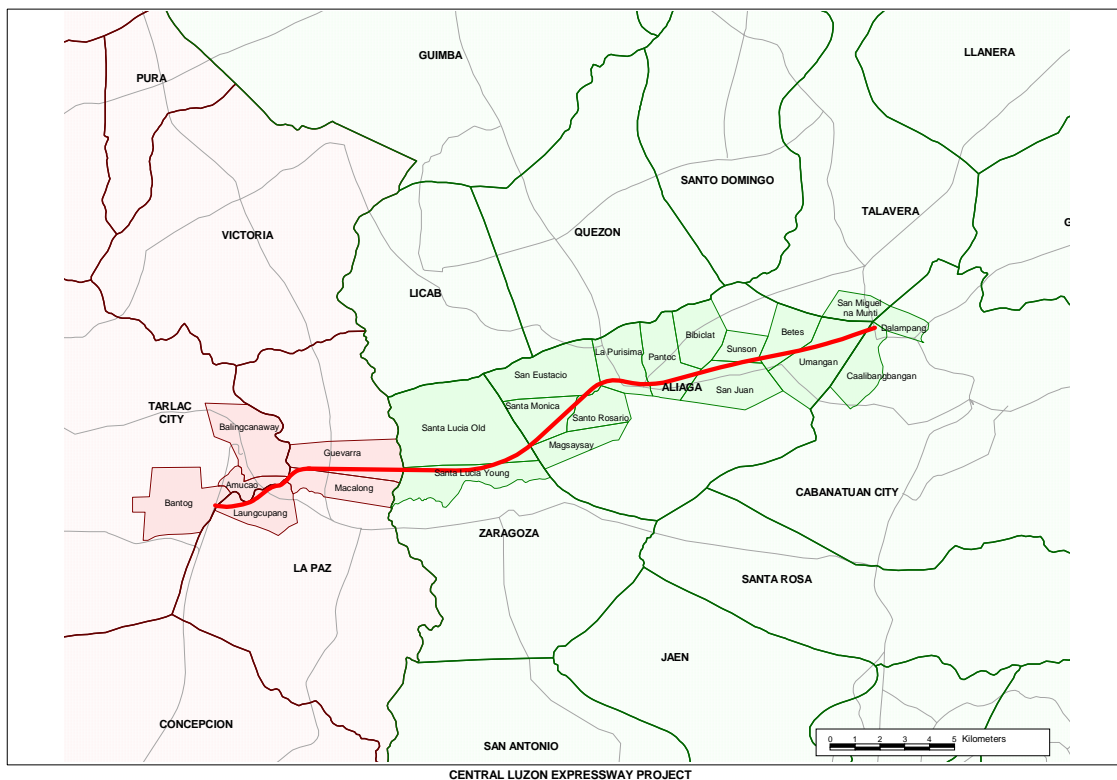 GUIMBA
LLANERA
PURA
SANTO DOMINGO
TALAVERA
G
VICTORIA
QUEZON
LICAB
San Miguel
na Munti
Dalampang
Betes
Bibiclat
Sunson
La Purisima
Pantoc
Umangan
San Eustacio
Caalibangbangan
ALIAGA
San Juan
TARLAC
CITY
Santa Monica
Santo Rosario
Balingcanaway
Santa Lucia Old
Magsaysay
Guevarra
Santa Lucia Young
Amucao
Macalong
CABANATUAN CITY
Bantog
Laungcupang
ZARAGOZA
LA PAZ
SANTA ROSA
JAEN
CONCEPCION
SAN ANTONIO
0 1 2 3 4 5 Kilometers
CENTRAL LUZON EXPRESSWAY PROJECT